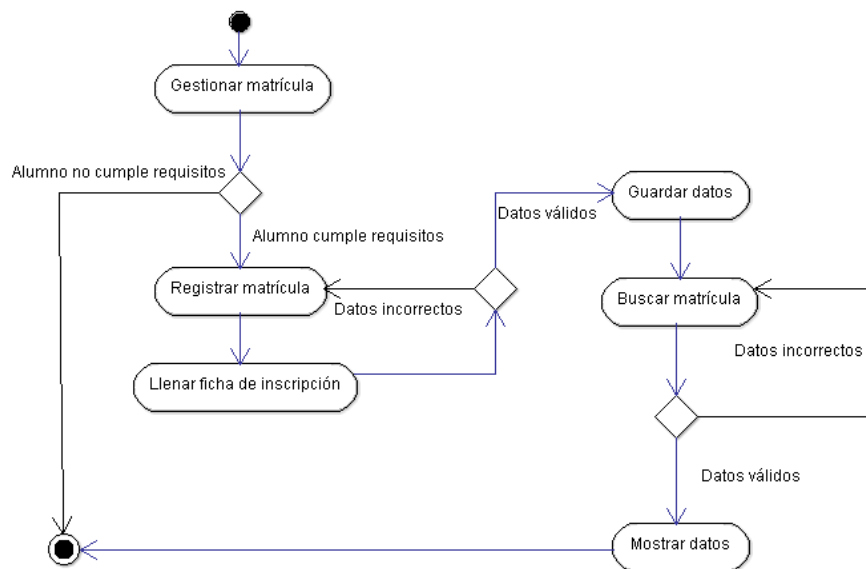 Gestionar matrícula
Alumno no cumple requisitos
Alumno cumple requisitos
Registrar matrícula
Datos incorrectos
Llenar ficha de inscripción
Datos válidos
Guardar datos
Buscar matrícula
Datos incorrectos
Datos válidos
Mostrar datos